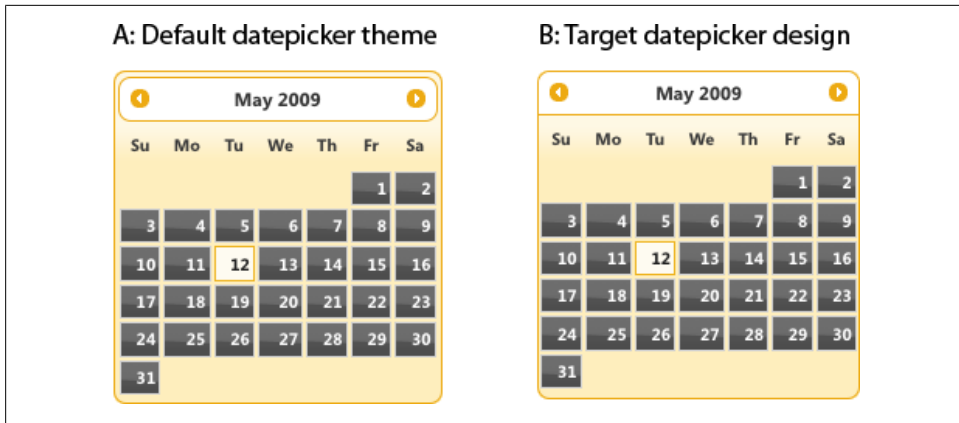 A: Default datepicker theme
May 2009
Su Mo Tu We Th Fr Sa
1 2
3 4 5 6 7 8 9
10 11 12 13 14 15 16
17 18 19 20 21 22 23
24 25 26 27 28 29 30
31
B: Target datepicker design
May 2009
Su Mo Tu We Th Fr Sa
1 2
3 4 5 6 7 8 9
10 11 12 13 14 15 16
17 18 19 20 21 22 23
24 25 26 27 28 29 30
31